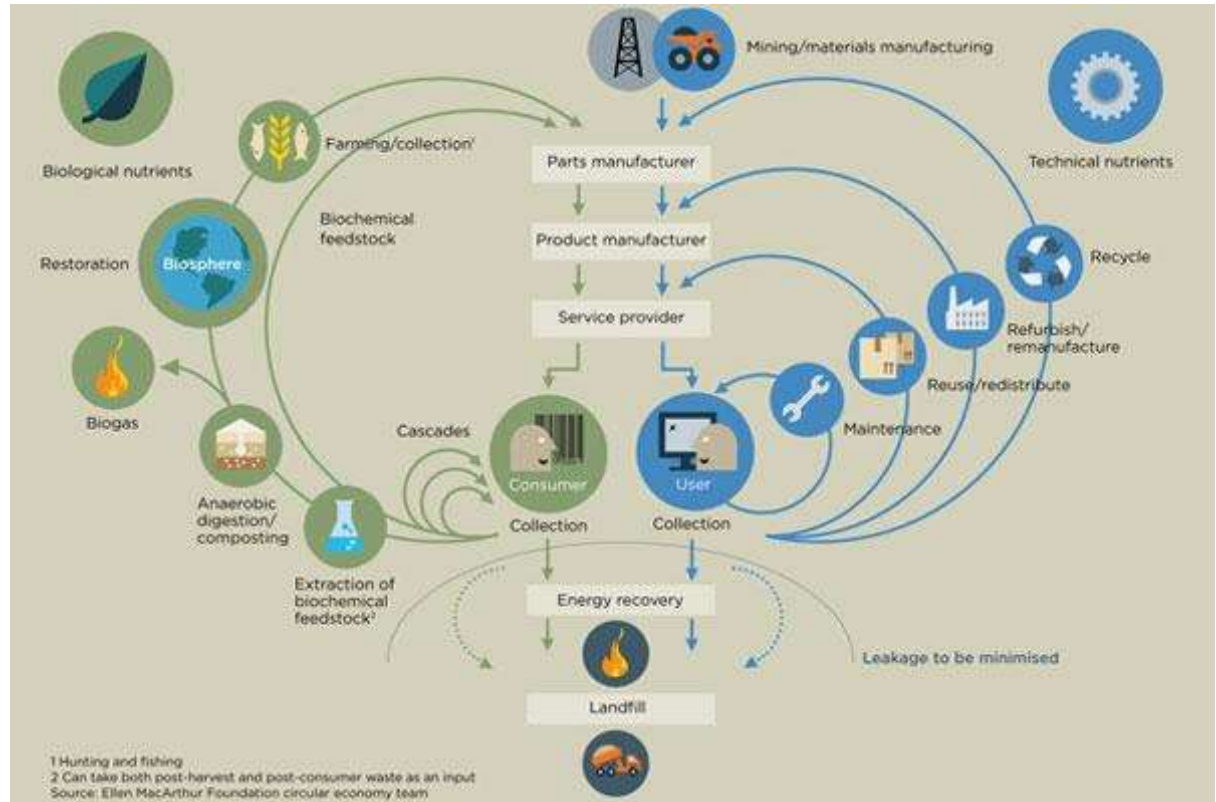 Mining/materials manufacturing
Biological nutrients
Technical nutrients
Farming/collection¹
Parts manufacturer
Biochemical
feedstock
Product manufacturer
Restoration
Biosphere
Recycle
Service provider
Refurbish/
remanufacture
Reuse/redistribute
Biogas
Cascades
Maintenance
Consumer
User
Anaerobic
digestion/
composting
Collection
Collection
Extraction of
biochemical
feedstock²
Energy recovery
Leakage to be minimised
Landfill
1 Hunting and fishing
2 Can take both post-harvest and post-consumer waste as an input
Source: Ellen MacArthur Foundation circular economy team